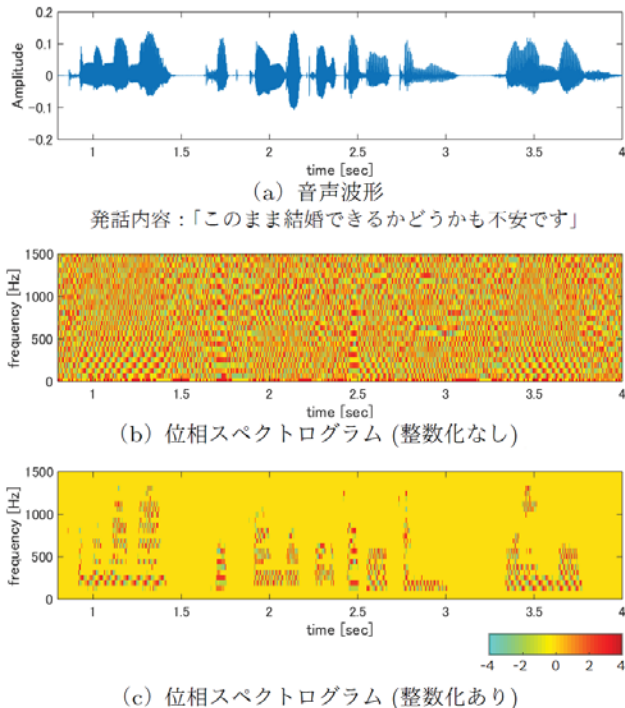 0.2
0.1
0
-0.1
-0.2
Amplitude
1 1.5 2 2.5 3 3.5 4
time [sec]
(a) 音声波形
発話内容:「このまま結婚できるかどうかも不安です」
1500
1000
500
0
frequency [Hz]
1 1.5 2 2.5 3 3.5 4
time [sec]
(b) 位相スペクトログラム (整数化なし)
1500
1000
500
0
frequency [Hz]
1 1.5 2 2.5 3 3.5 4
time [sec]
-4 -2 0 2 4
(c) 位相スペクトログラム (整数化あり)